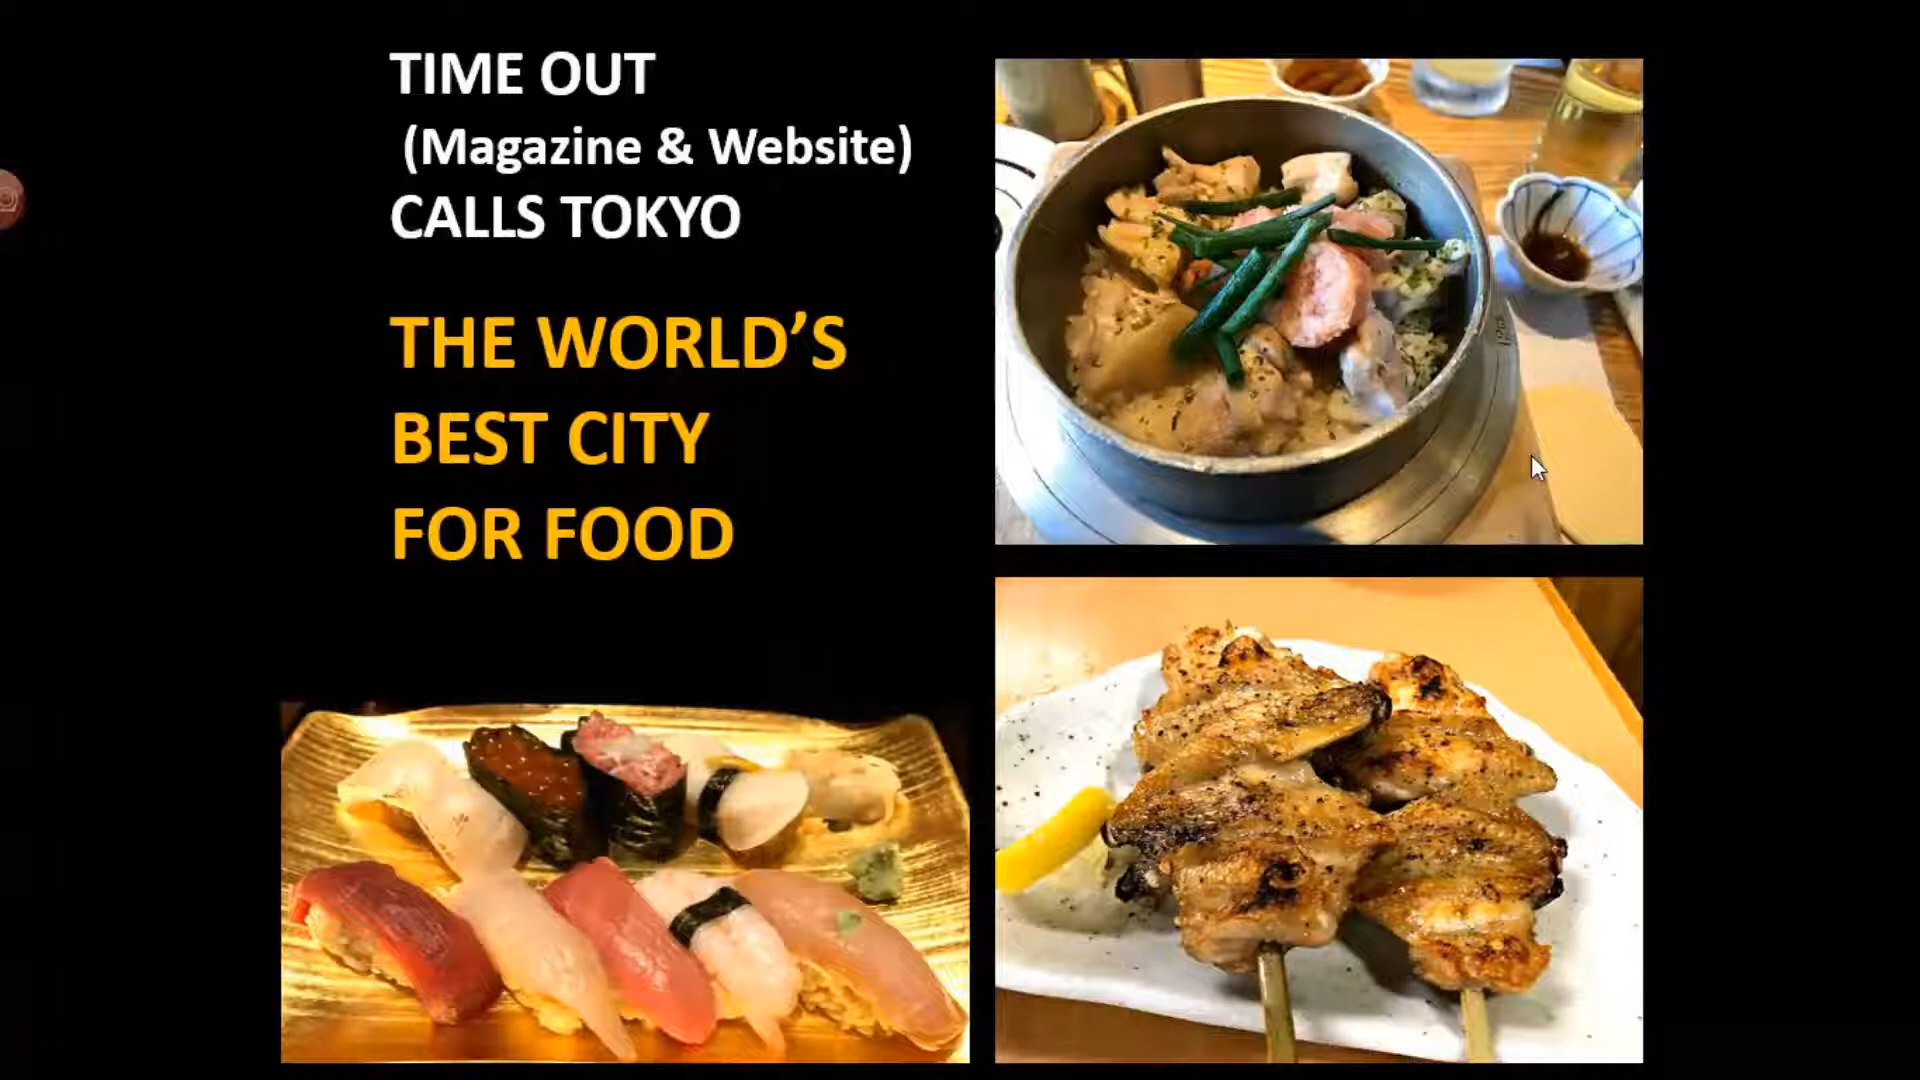 TIME OUT
(Magazine & Website)
CALLS TOKYO
THE WORLD’S
BEST CITY
FOR FOOD